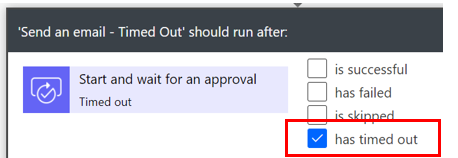 'Send an email - Timed Out' should run after:
Start and wait for an approval
Timed out
is successful
has failed
is skipped
has timed out